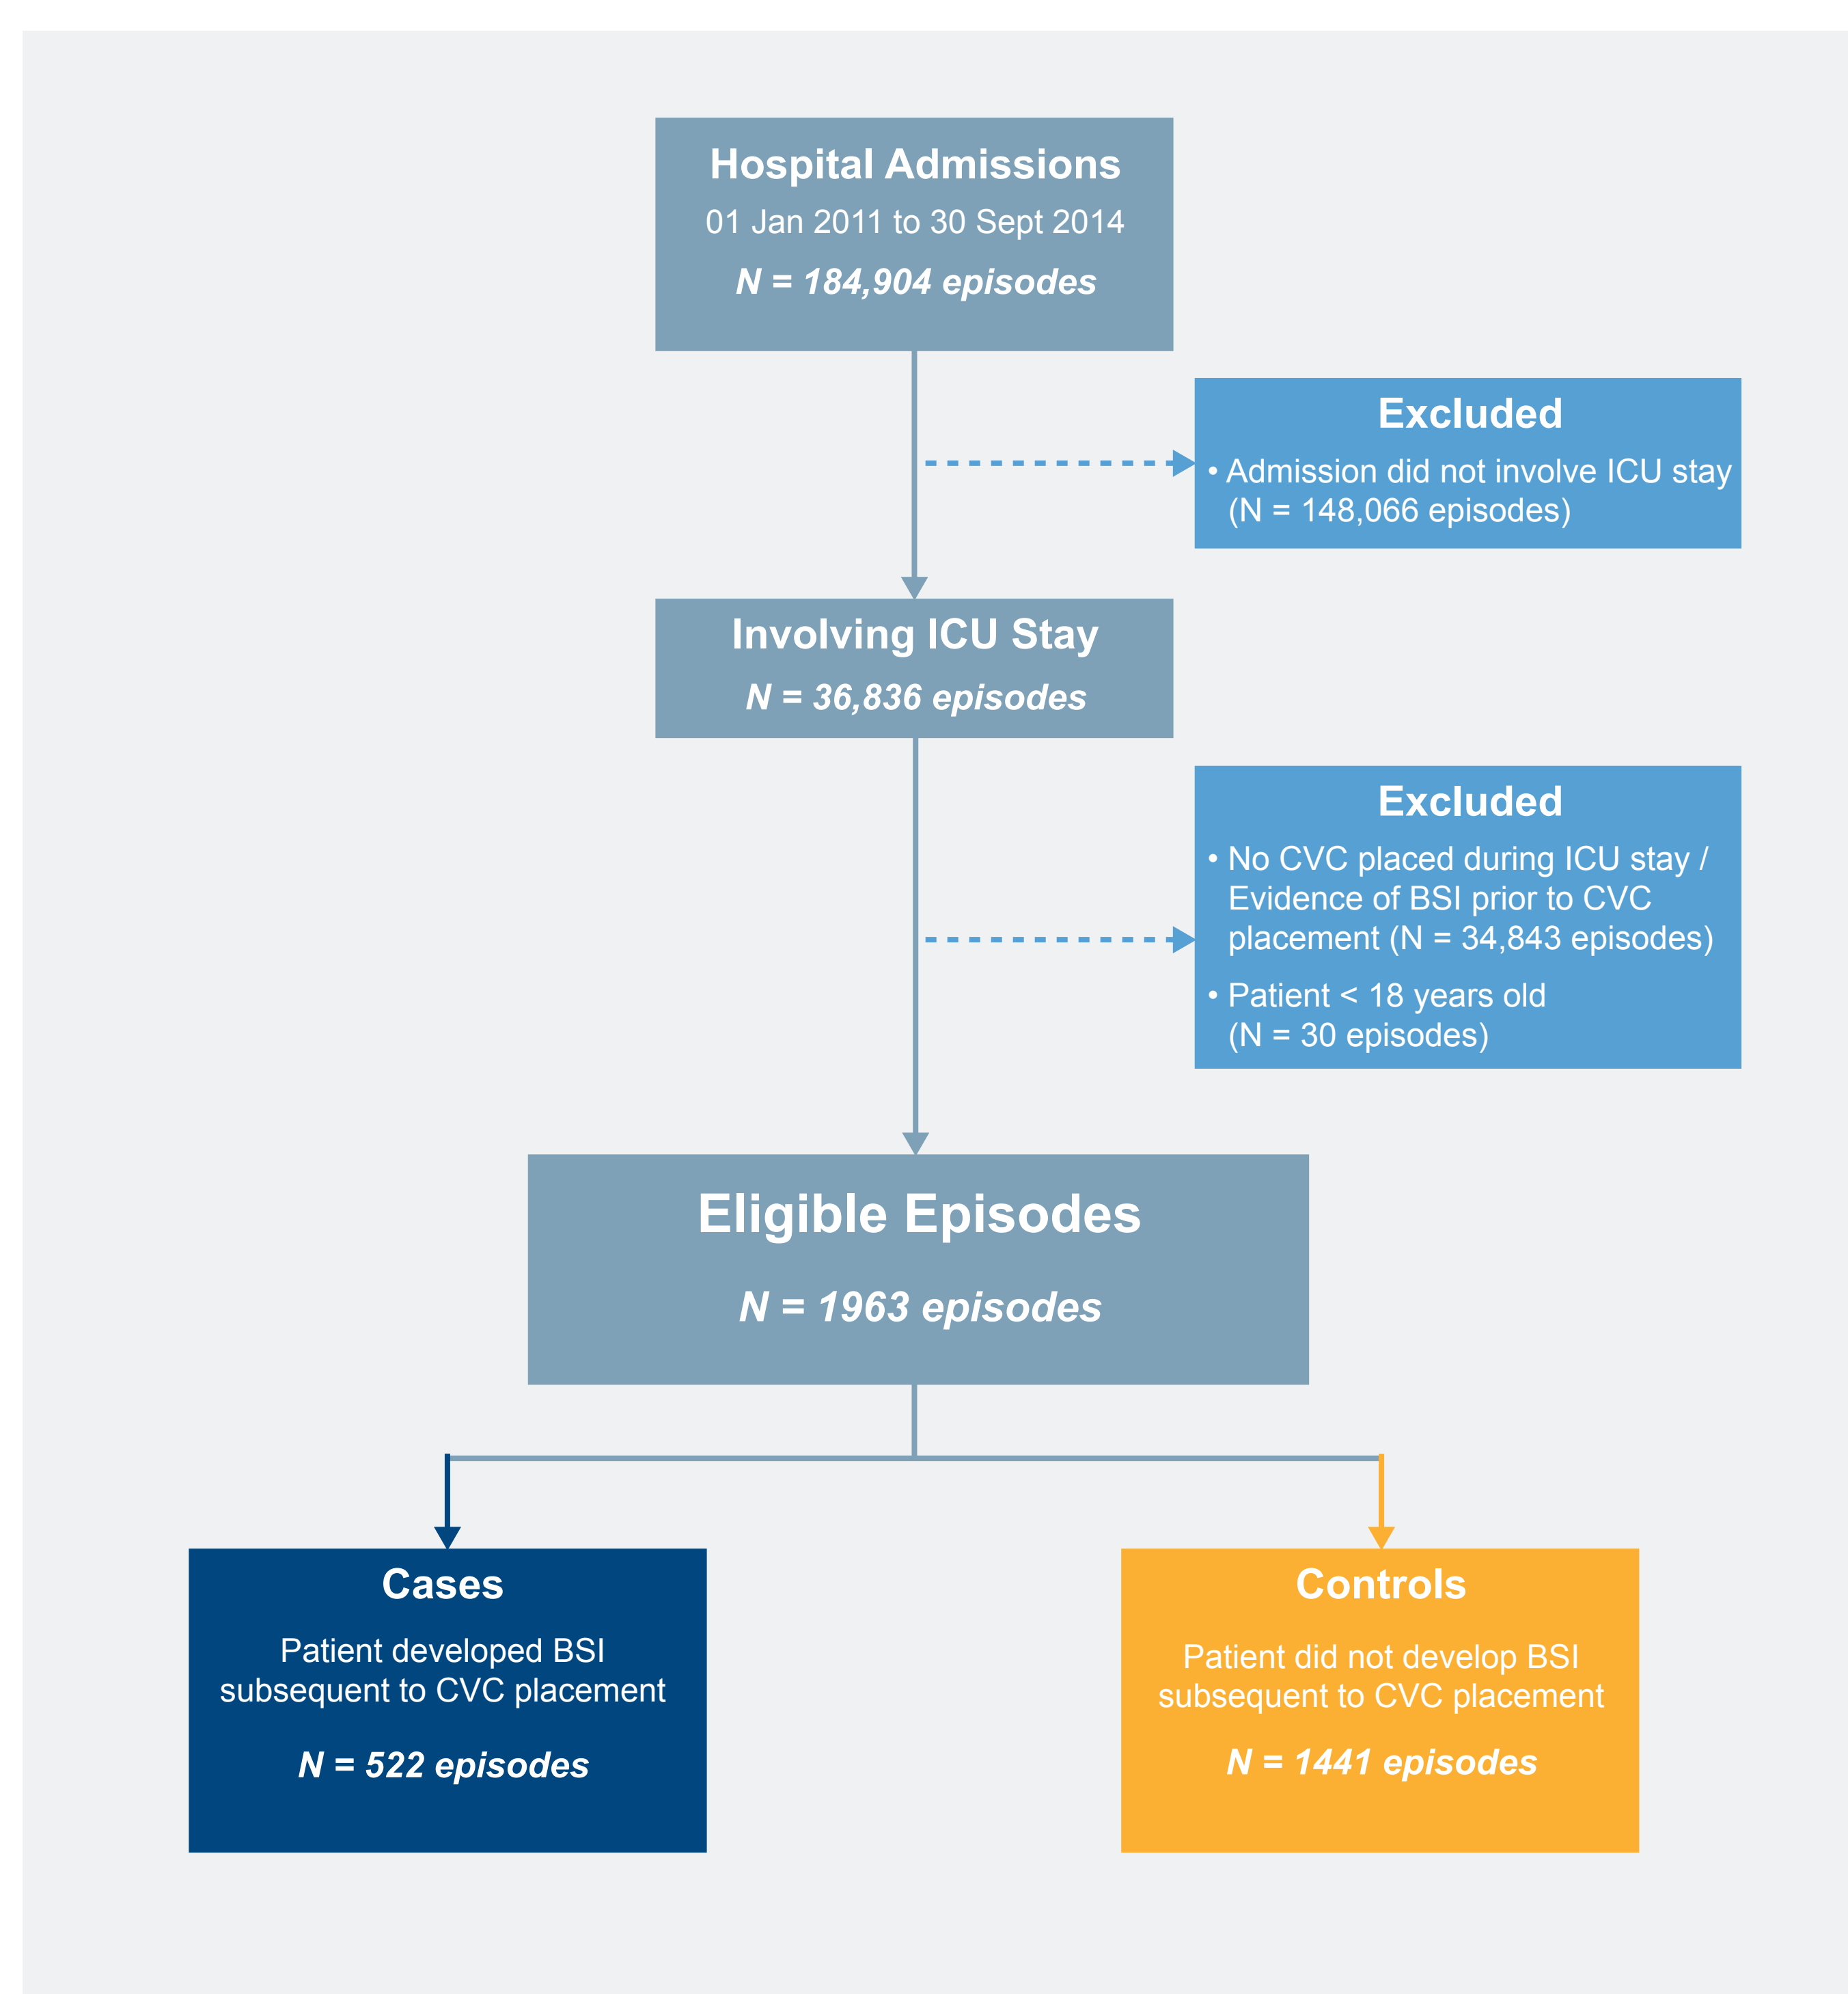 Hospital Admissions
01 Jan 2011 to 30 Sept 2014
N = 184,904 episodes
Excluded
• Admission did not involve ICU stay
(N = 148,066 episodes)
Involving ICU Stay
N = 36,836 episodes
Excluded
• No CVC placed during ICU stay /
Evidence of BSI prior to CVC
placement (N = 34,843 episodes)
• Patient < 18 years old
(N = 30 episodes)
Eligible Episodes
N = 1963 episodes
Cases
Patient developed BSI
subsequent to CVC placement
N = 522 episodes
Controls
Patient did not develop BSI
subsequent to CVC placement
N = 1441 episodes